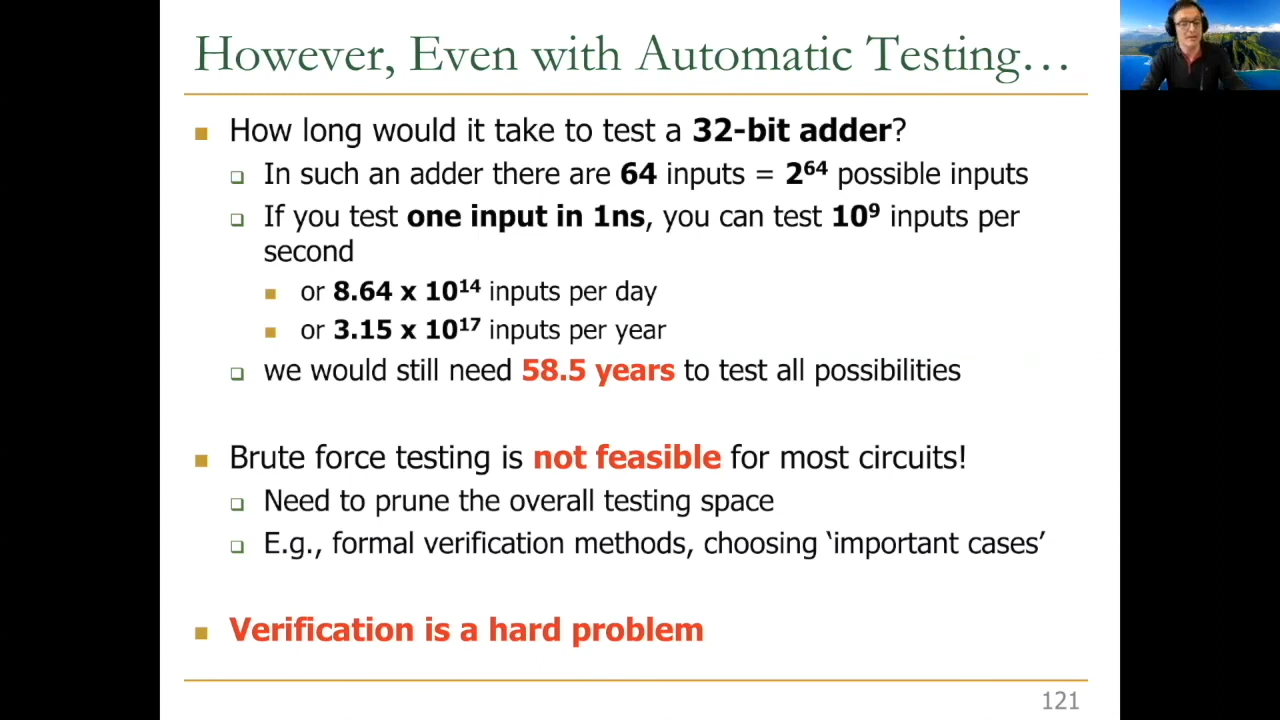 However, Even with Automatic Testing…
How long would it take to test a 32-bit adder?
In such an adder there are 64 inputs = 2⁶⁴ possible inputs
If you test one input in 1ns, you can test 10⁹ inputs per
second
or 8.64 x 10¹⁴ inputs per day
or 3.15 x 10¹⁷ inputs per year
we would still need 58.5 years to test all possibilities
Brute force testing is not feasible for most circuits!
Need to prune the overall testing space
E.g., formal verification methods, choosing ‘important cases’
Verification is a hard problem
121